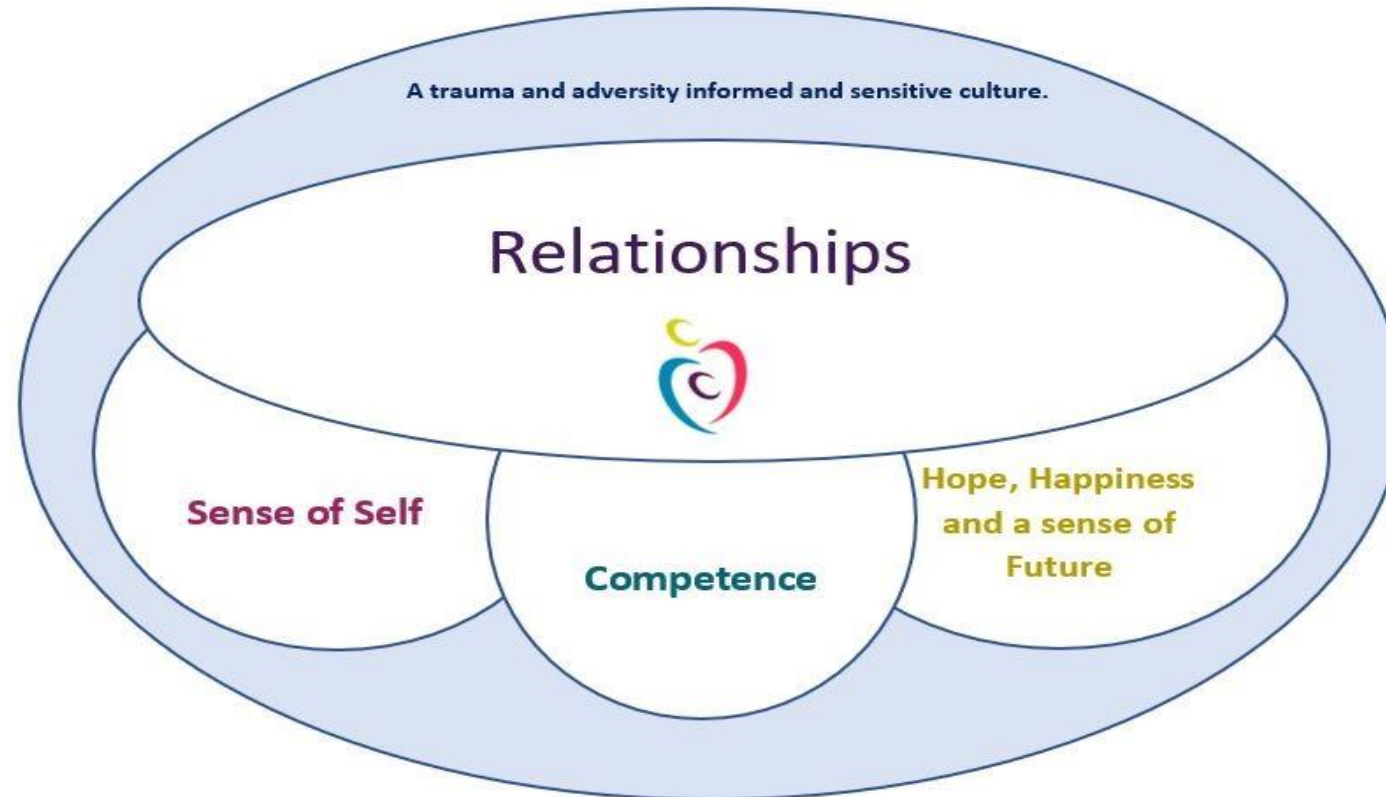 A trauma and adversity informed and sensitive culture.
Relationships
Sense of Self
Competence
Hope, Happiness
and a sense of
Future